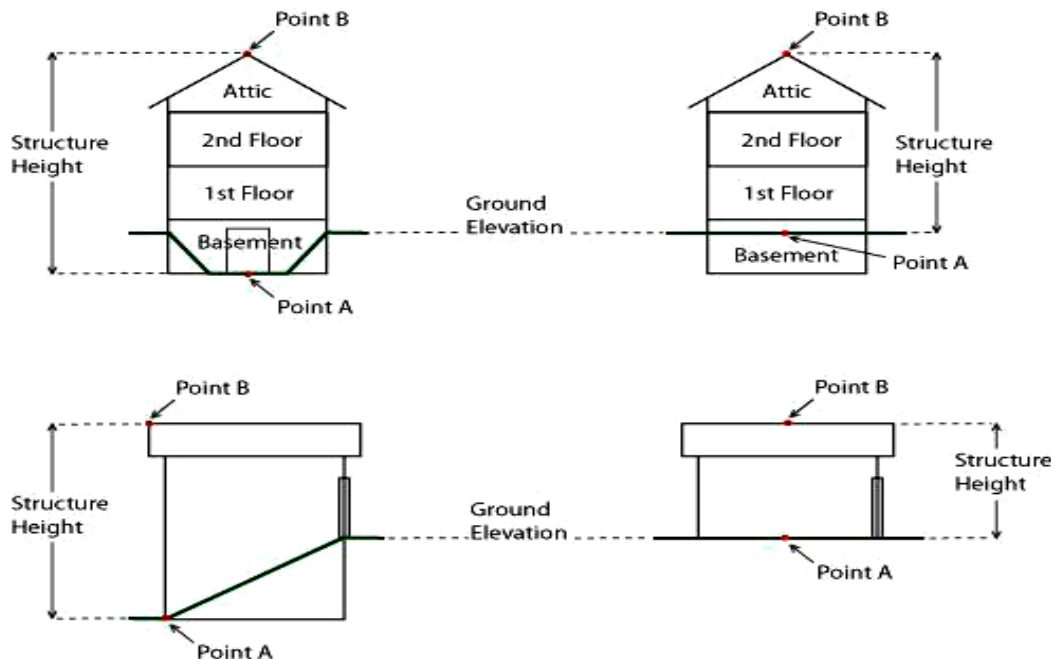 Point B
Attic
2nd Floor
1st Floor
Basement
Structure
Height
Point A
Ground
Elevation
Point B
Attic
2nd Floor
1st Floor
Basement
Structure
Height
Point A
Point B
Structure
Height
Point A
Ground
Elevation
Point B
Structure
Height
Point A